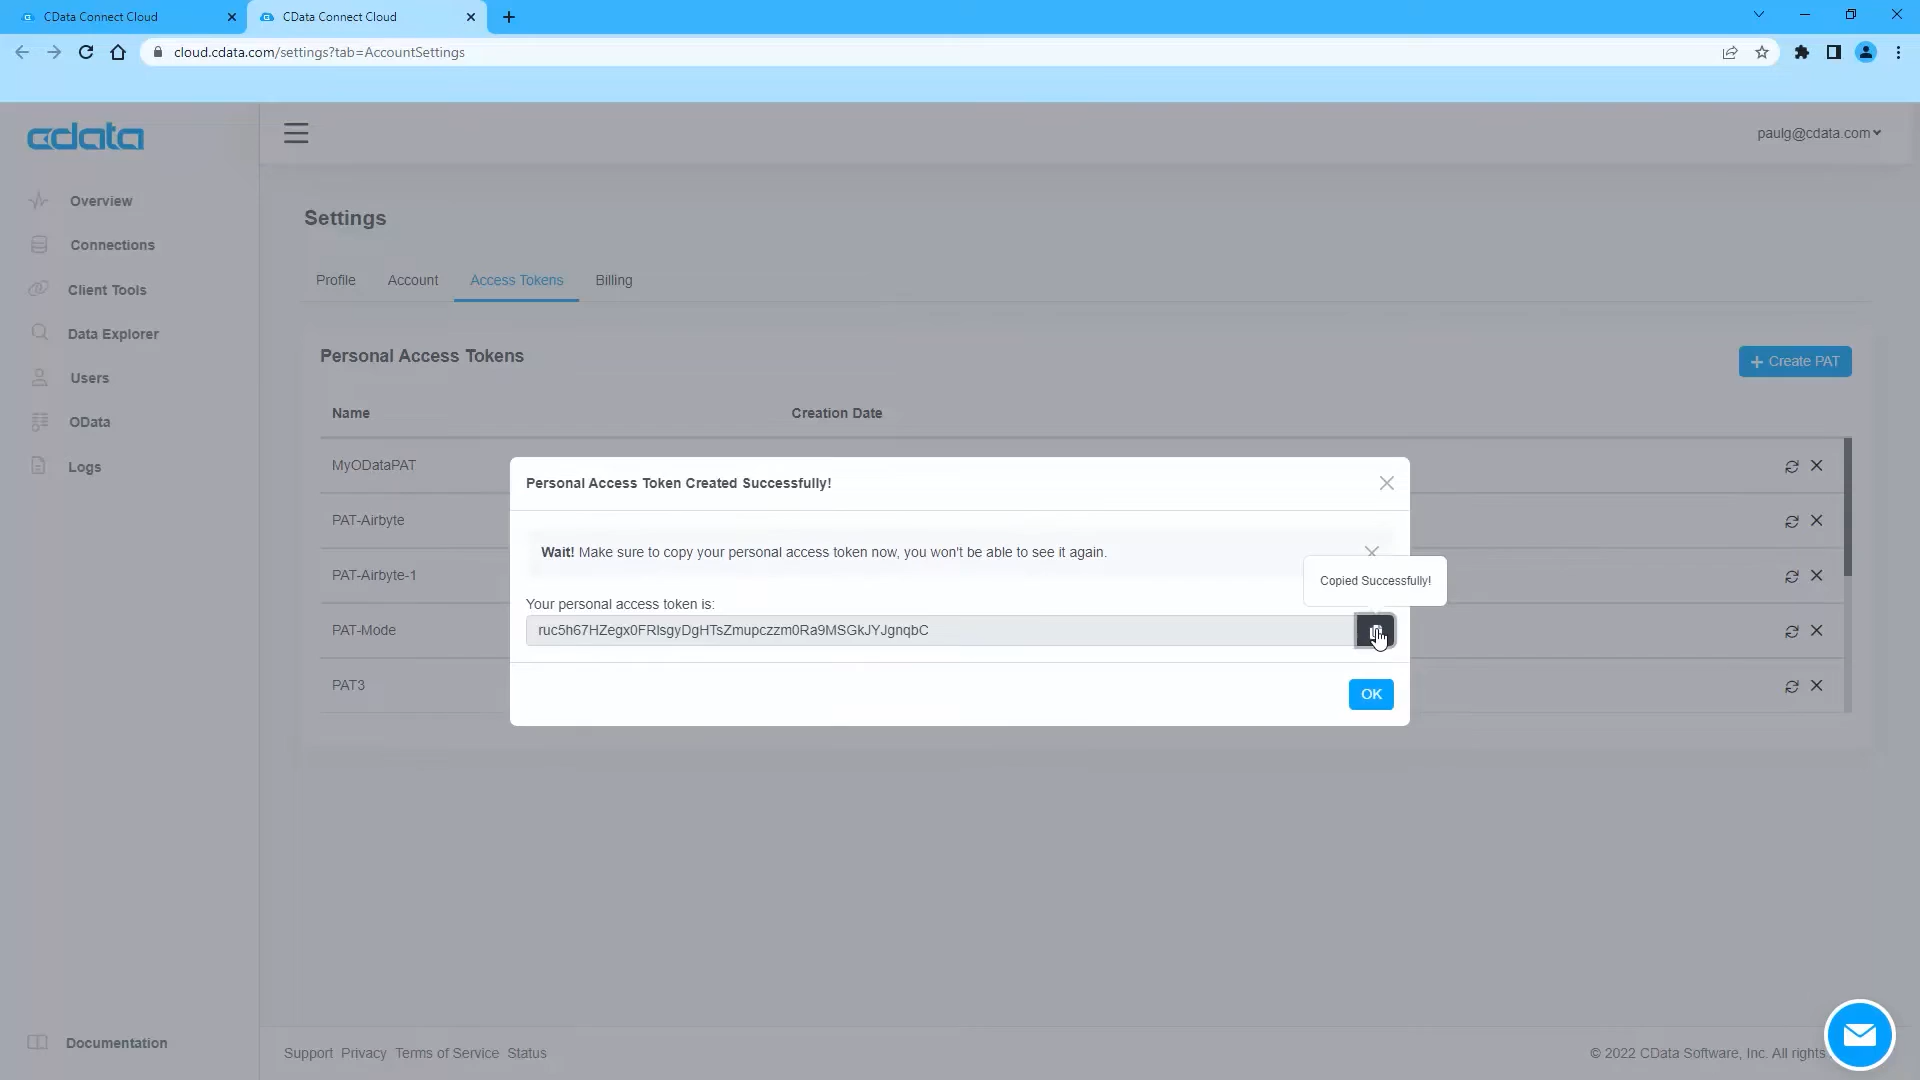 CData Connect Cloud
CData Connect Cloud
cloud.cdata.com/settings?tab=AccountSettings
cdata
paulg@cdata.com
Overview
Connections
Client Tools
Data Explorer
Users
OData
Logs
Documentation
Settings
Profile Account Access Tokens Billing
Personal Access Tokens
+ Create PAT
Name Creation Date
MyODataPAT
PAT-Airbyte
PAT-Airbyte-1
PAT-Mode
PAT3
Personal Access Token Created Successfully!
Wait! Make sure to copy your personal access token now, you won't be able to see it again.
Copied Successfully!
Your personal access token is:
ruc5h67HZegx0FRlsgyDgHTsZmupczzm0Ra9MSGkJYJgnqbC
OK
Support Privacy Terms of Service Status
© 2022 CData Software, Inc. All rights